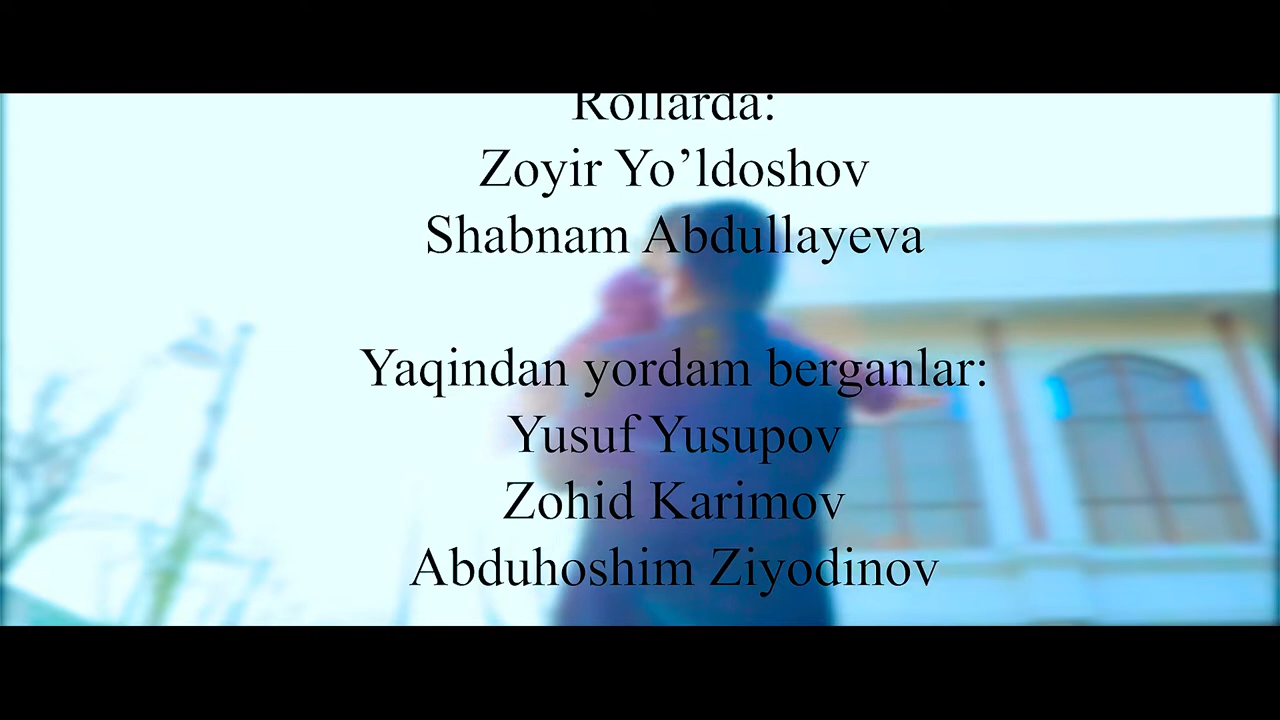 Rollarda:
Zoyir Yo’ldoshov
Shabnam Abdullayeva
Yaqindan yordam berganlar:
Yusuf Yusupov
Zohid Karimov
Abduhoshim Ziyodinov